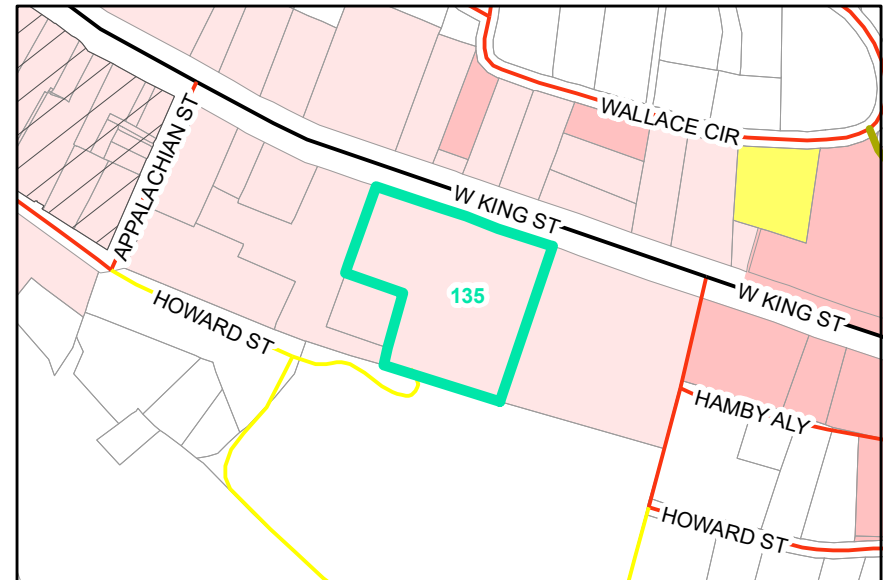 WALLACE CIR
APPALACHIAN ST
W KING ST
135
W KING ST
HOWARD ST
HAMBY ALY
HOWARD ST